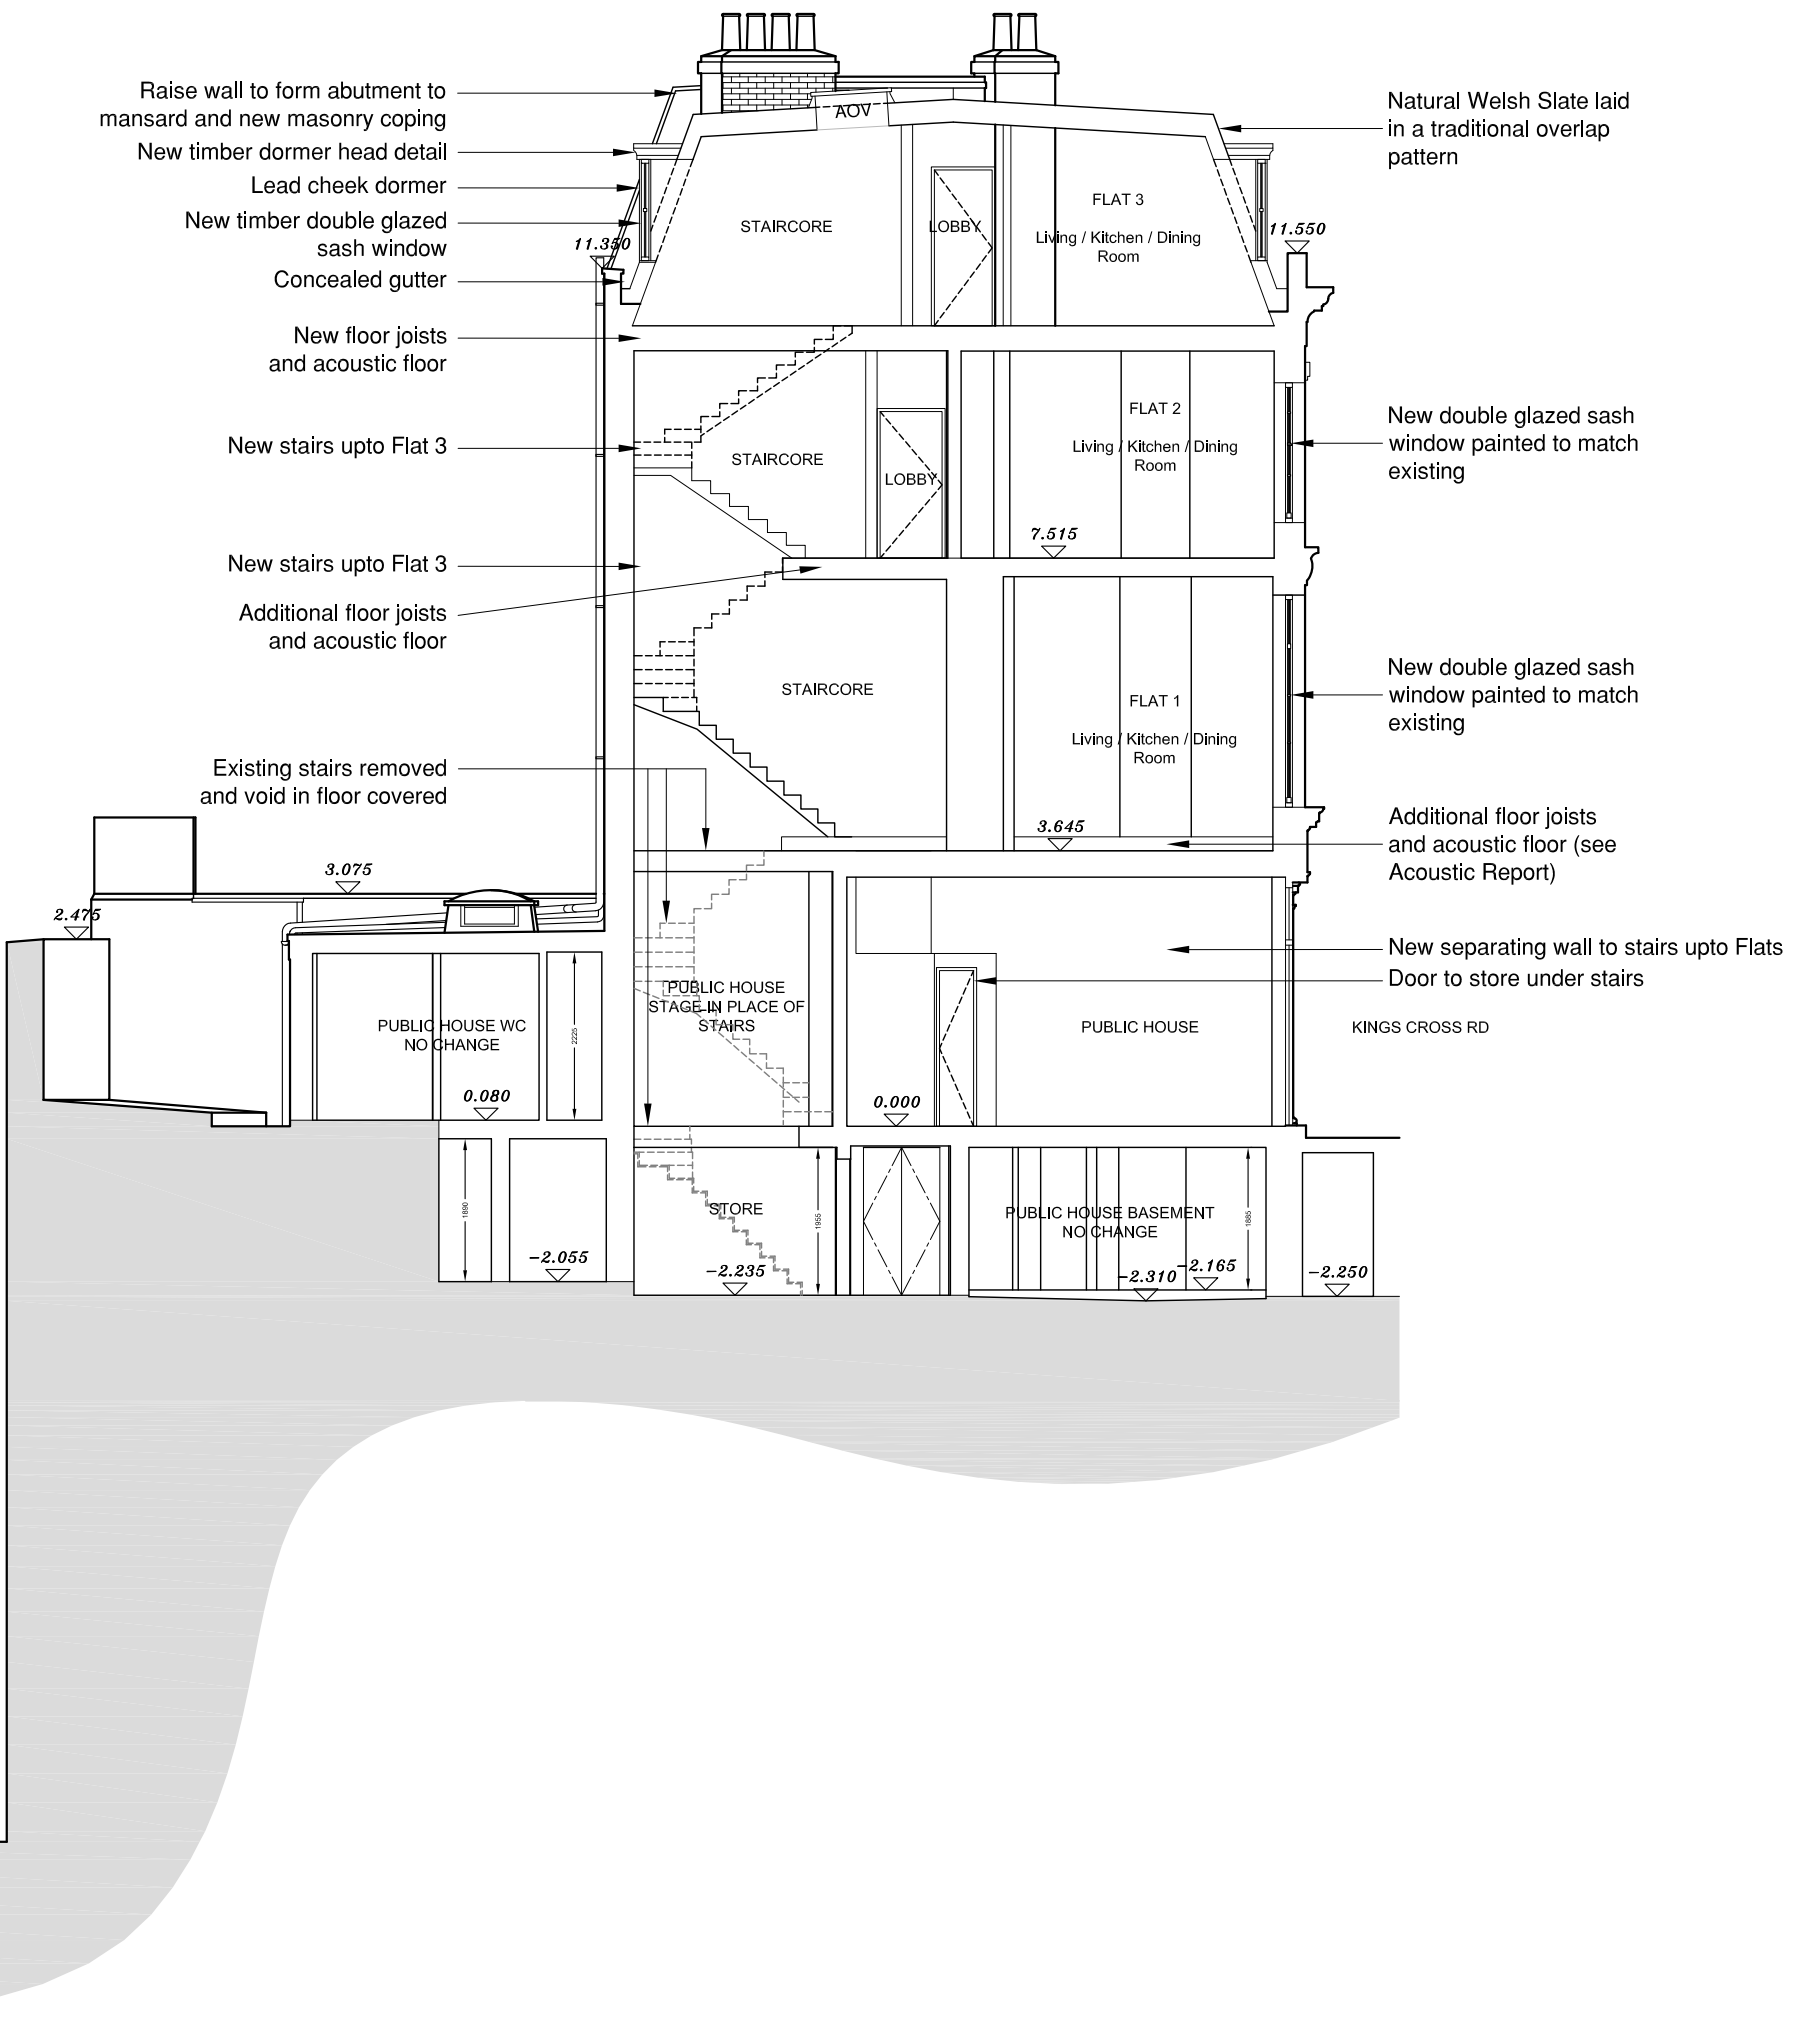 Raise wall to form abutment to
mansard and new masonry coping
New timber dormer head detail
Lead cheek dormer
New timber double glazed
sash window
Concealed gutter
New floor joists
and acoustic floor
New stairs upto Flat 3
New stairs upto Flat 3
Additional floor joists
and acoustic floor
Existing stairs removed
and void in floor covered
AOV
Natural Welsh Slate laid
in a traditional overlap
pattern
STAIRCORE
LOBBY
FLAT 3
Living / Kitchen / Dining
Room
11.350
11.550
FLAT 2
Living / Kitchen / Dining
Room
STAIRCORE
LOBBY
New double glazed sash
window painted to match
existing
7.515
STAIRCORE
FLAT 1
Living / Kitchen / Dining
Room
New double glazed sash
window painted to match
existing
3.645
Additional floor joists
and acoustic floor (see
Acoustic Report)
3.075
2.475
New separating wall to stairs upto Flats
Door to store under stairs
PUBLIC HOUSE WC
NO CHANGE
2225
PUBLIC HOUSE
STAGE IN PLACE OF
STAIRS
PUBLIC HOUSE
KINGS CROSS RD
0.080
0.000
1890
-2.055
STORE
1955
-2.235
PUBLIC HOUSE BASEMENT
NO CHANGE
1885
-2.310
-2.165
-2.250